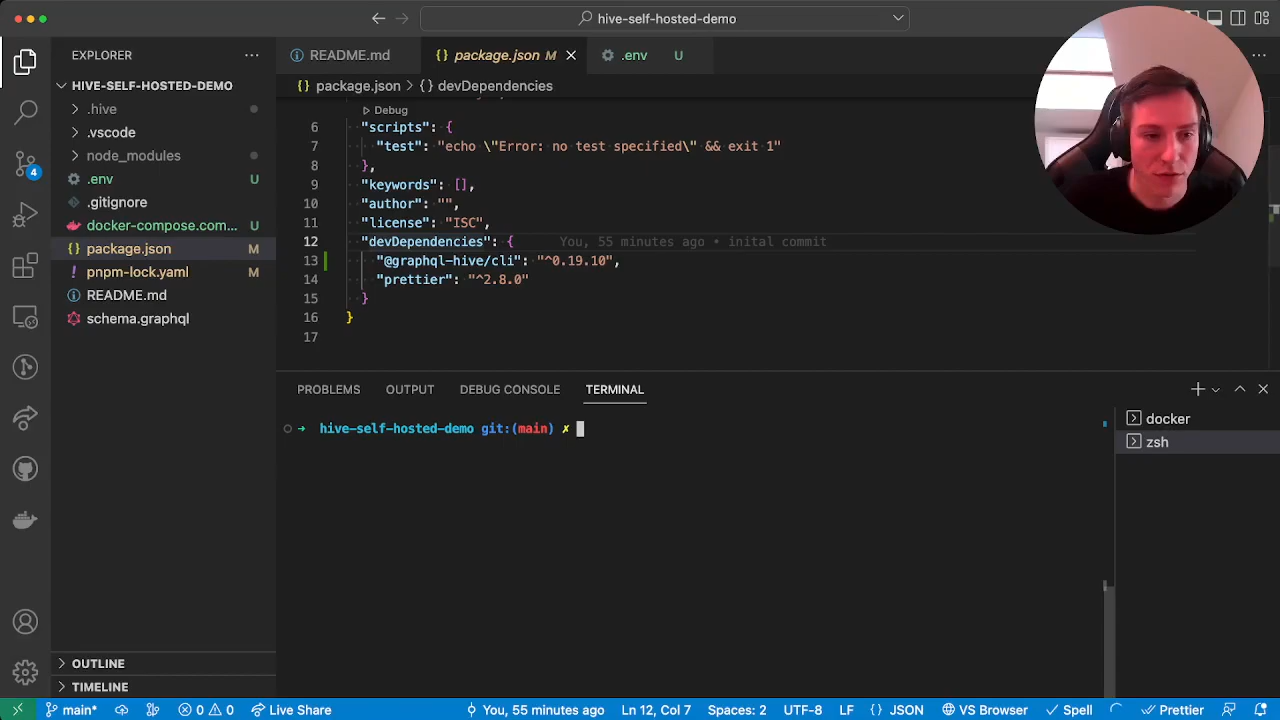 hive-self-hosted-demo
EXPLORER
HIVE-SELF-HOSTED-DEMO
.hive
.vscode
node_modules
.env U
.gitignore
docker-compose.com... U
package.json M
pnpm-lock.yaml M
README.md
schema.graphql
OUTLINE
TIMELINE
4
README.md
package.json M
.env U
package.json > {} devDependencies
Debug
6 "scripts": {
7 "test": "echo \"Error: no test specified\" && exit 1"
8 },
9 "keywords": [],
10 "author": "",
11 "license": "ISC",
12 "devDependencies": { You, 55 minutes ago • inital commit
13 "@graphql-hive/cli": "^0.19.10",
14 "prettier": "^2.8.0"
15 }
16 }
17
PROBLEMS OUTPUT DEBUG CONSOLE TERMINAL
→ hive-self-hosted-demo git:(main) ✗
docker
zsh
main* 0 0 Live Share You, 55 minutes ago Ln 12, Col 7 Spaces: 2 UTF-8 LF {} JSON VS Browser Spell Prettier